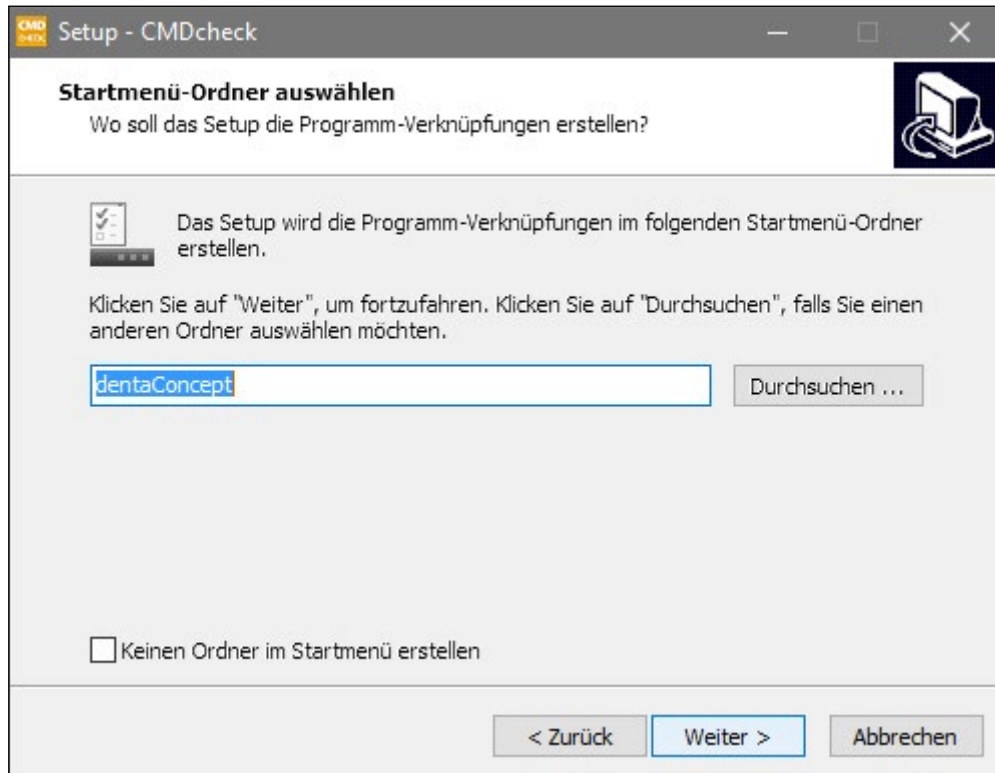 CMD
CHECK
Setup - CMDcheck
Startmenü-Ordner auswählen
Wo soll das Setup die Programm-Verknüpfungen erstellen?
Das Setup wird die Programm-Verknüpfungen im folgenden Startmenü-Ordner
erstellen.
Klicken Sie auf "Weiter", um fortzufahren. Klicken Sie auf "Durchsuchen", falls Sie einen
anderen Ordner auswählen möchten.
dentaConcept
Durchsuchen ...
Keinen Ordner im Startmenü erstellen
< Zurück
Weiter >
Abbrechen